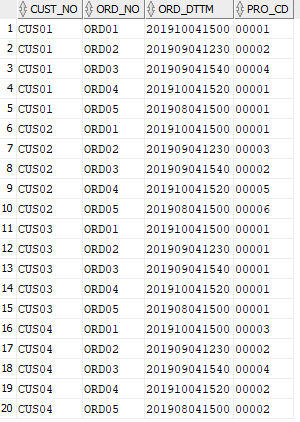 CUST_NO ORD_NO ORD_DTTM PRO_CD
1 CUS01 ORD01 201910041500 00001
2 CUS01 ORD02 201909041230 00002
3 CUS01 ORD03 201909041540 00004
4 CUS01 ORD04 201910041520 00001
5 CUS01 ORD05 201908041500 00001
6 CUS02 ORD01 201910041500 00001
7 CUS02 ORD02 201909041230 00003
8 CUS02 ORD03 201909041540 00002
9 CUS02 ORD04 201910041520 00005
10 CUS02 ORD05 201908041500 00006
11 CUS03 ORD01 201910041500 00001
12 CUS03 ORD02 201909041230 00001
13 CUS03 ORD03 201909041540 00001
14 CUS03 ORD04 201910041520 00001
15 CUS03 ORD05 201908041500 00001
16 CUS04 ORD01 201910041500 00003
17 CUS04 ORD02 201909041230 00002
18 CUS04 ORD03 201909041540 00004
19 CUS04 ORD04 201910041520 00002
20 CUS04 ORD05 201908041500 00002